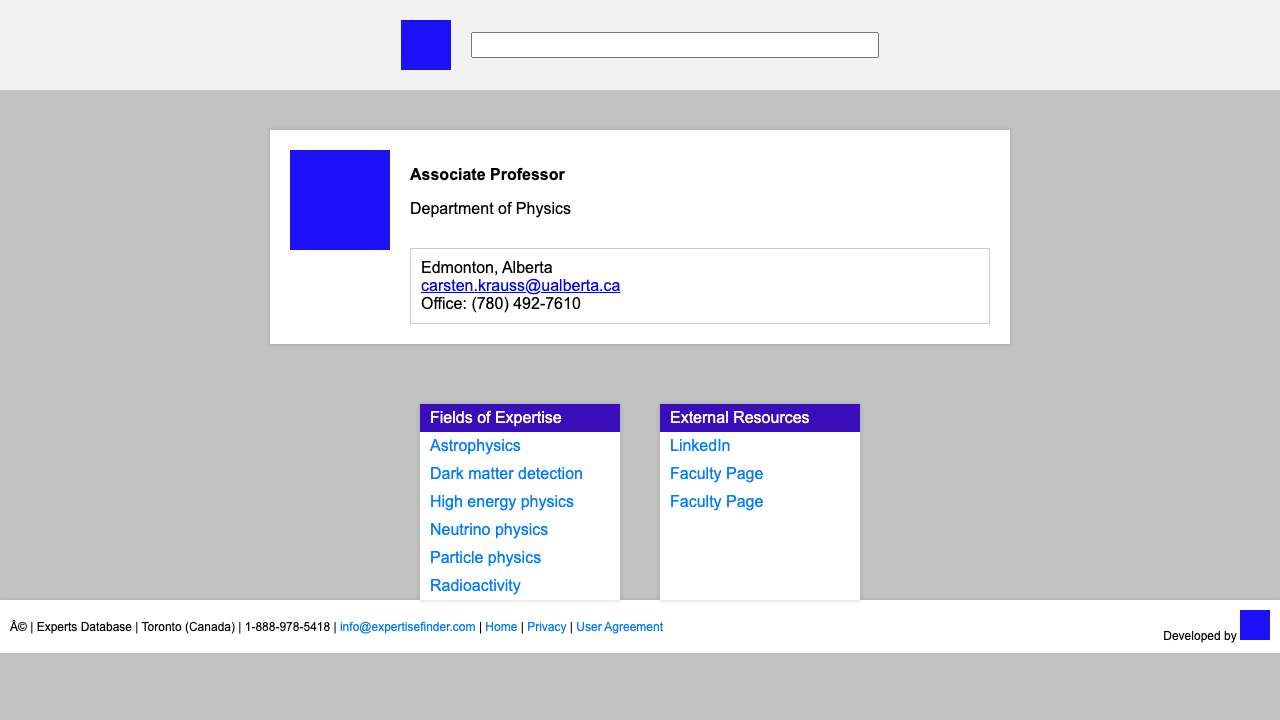 Associate Professor
Department of Physics
Edmonton, Alberta
carsten.krauss@ualberta.ca
Office: (780) 492-7610
Fields of Expertise
Astrophysics
Dark matter detection
High energy physics
Neutrino physics
Particle physics
Radioactivity
External Resources
LinkedIn
Faculty Page
Faculty Page
Â© | Experts Database | Toronto (Canada) | 1-888-978-5418 | info@expertisefinder.com | Home | Privacy | User Agreement
Developed by